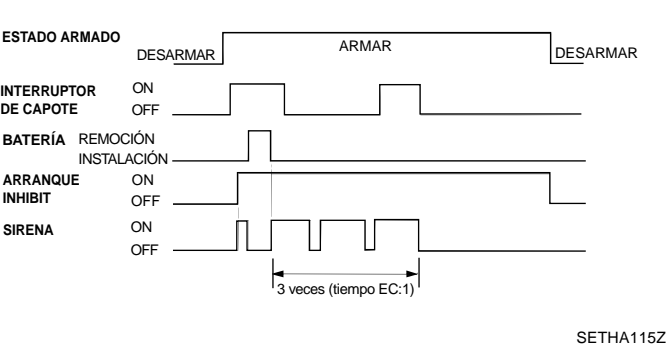 ESTADO ARMADO
DESARMAR
ARMAR
DESARMAR
INTERRUPTOR
DE CAPOTE
ON
OFF
BATERÍA
REMOCIÓN
INSTALACIÓN
ARRANQUE
INHIBIT
ON
OFF
SIRENA
ON
OFF
3 veces (tiempo EC:1)
SETHA115Z